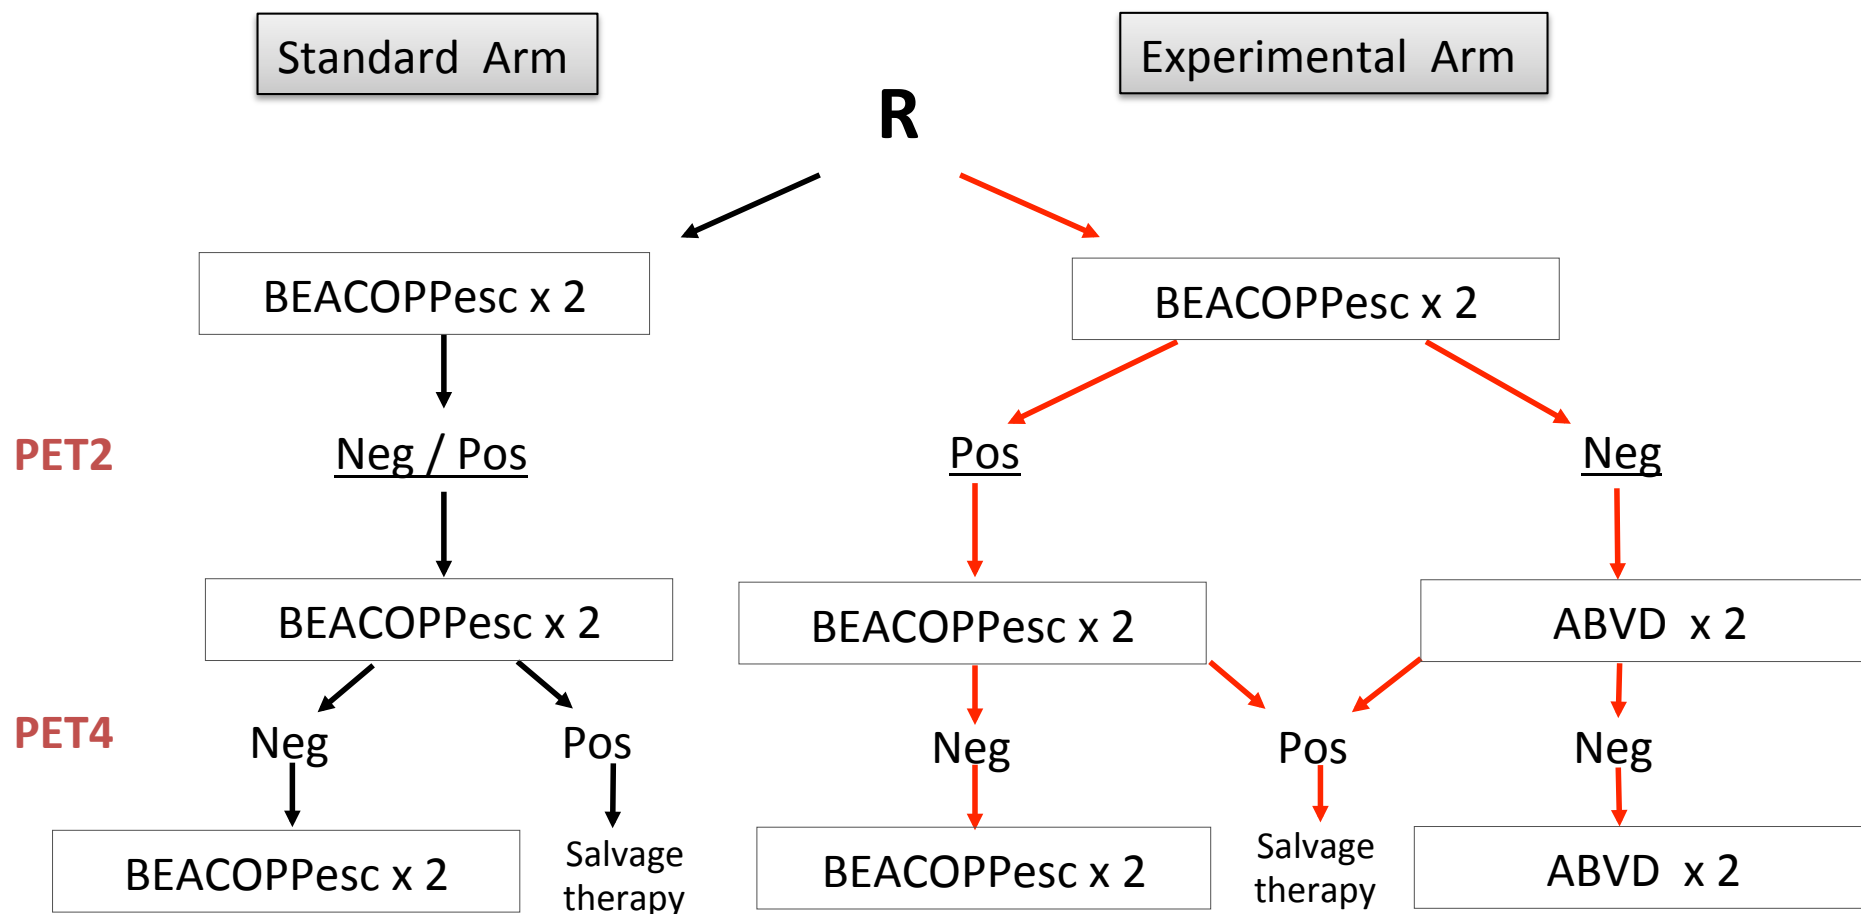 Standard Arm
Experimental Arm
R
BEACOPPesc x 2
BEACOPPesc x 2
PET2
Neg / Pos
Pos
Neg
BEACOPPesc x 2
BEACOPPesc x 2
ABVD x 2
PET4
Neg
Pos
Neg
Pos
Neg
BEACOPPesc x 2
Salvage
therapy
BEACOPPesc x 2
Salvage
therapy
ABVD x 2